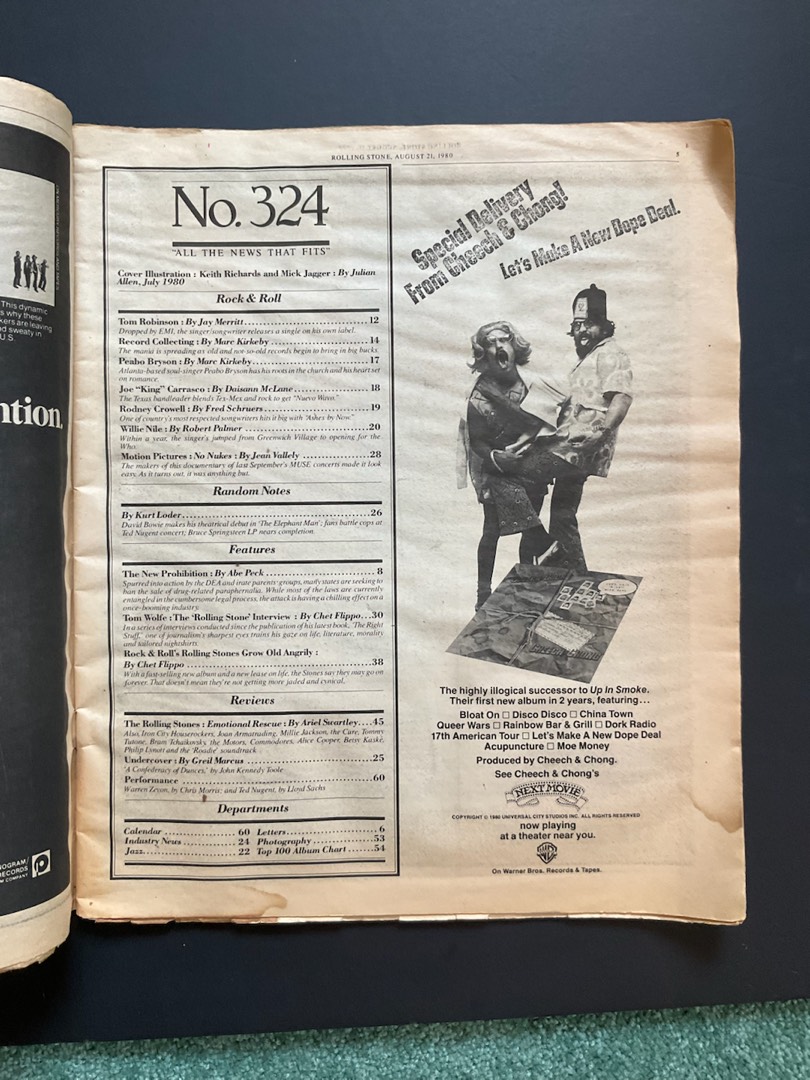 This dynamic
s why these
kers are leaving
d sweaty in
U.S
ntion.
NOGRAM/
RECORDS
M COMPANY
ROLLING STONE, AUGUST 21, 1980
5
No. 324
"ALL THE NEWS THAT FITS"
Cover Illustration : Keith Richards and Mick Jagger : By Julian
Allen, July 1980
Rock & Roll
Tom Robinson : By Jay Merritt 12
Dropped by EMI, the singer/songwriter releases a single on his own label.
Record Collecting : By Marc Kirkeby 14
The mania is spreading as old and not-so-old records begin to bring in big bucks.
Peabo Bryson : By Marc Kirkeby 17
Atlanta-based soul-singer Peabo Bryson has his roots in the church and his heart set
on romance.
Joe "King" Carrasco : By Daisann McLane 18
The Texas bandleader blends Tex-Mex and rock to get "Nuevo Wavo."
Rodney Crowell : By Fred Schruers 19
One of country's most respected songwriters hits it big with "Ashes by Now."
Willie Nile : By Robert Palmer 20
Within a year, the singer's jumped from Greenwich Village to opening for the
Who.
Motion Pictures : No Nukes : By Jean Vallely 28
The makers of this documentary of last September's MUSE concerts made it look
easy. As it turns out, it was anything but.
Random Notes
By Kurt Loder 26
David Bowie makes his theatrical debut in 'The Elephant Man'; fans battle cops at
Ted Nugent concert; Bruce Springsteen LP nears completion.
Features
The New Prohibition : By Abe Peck 8
Spurred into action by the DEA and irate parents' groups, many states are seeking to
ban the sale of drug-related paraphernalia. While most of the laws are currently
entangled in the cumbersome legal process, the attack is having a chilling effect on a
once-booming industry.
Tom Wolfe : The 'Rolling Stone' Interview : By Chet Flippo...30
In a series of interviews conducted since the publication of his latest book, 'The Right
Stuff,' one of journalism's sharpest eyes trains his gaze on life, literature, morality
and tailored nightshirts.
Rock & Roll's Rolling Stones Grow Old Angrily :
By Chet Flippo 38
With a fast-selling new album and a new lease on life, the Stones say they may go on
forever. That doesn't mean they're not getting more jaded and cynical.
Reviews
The Rolling Stones : Emotional Rescue : By Ariel Swartley....45
Also, Iron City Houserockers, Joan Armatrading, Millie Jackson, the Cure, Tommy
Tutone, Bram Tchaikovsky, the Motors, Commodores, Alice Cooper, Betsy Kaske,
Philip Lynott and the 'Roadie' soundtrack
Undercover : By Greil Marcus 25
'A Confederacy of Dunces,' by John Kennedy Toole
Performance 60
Warren Zevon, by Chris Morris; and Ted Nugent, by Lloyd Sachs
Departments
Calendar 60 Letters 6
Industry News 24 Photography 53
Jazz 22 Top 100 Album Chart 54
Special Delivery
From Cheech & Chong!
Let's Make A New Dope Deal.
CHEECH & CHONG
The highly illogical successor to Up In Smoke.
Their first new album in 2 years, featuring...
Bloat On □ Disco Disco □ China Town
Queer Wars □ Rainbow Bar & Grill □ Dork Radio
17th American Tour □ Let's Make A New Dope Deal
Acupuncture □ Moe Money
Produced by Cheech & Chong.
See Cheech & Chong's
NEXT MOVIE
COPYRIGHT © 1980 UNIVERSAL CITY STUDIOS INC. ALL RIGHTS RESERVED
now playing
at a theater near you.
On Warner Bros. Records & Tapes.